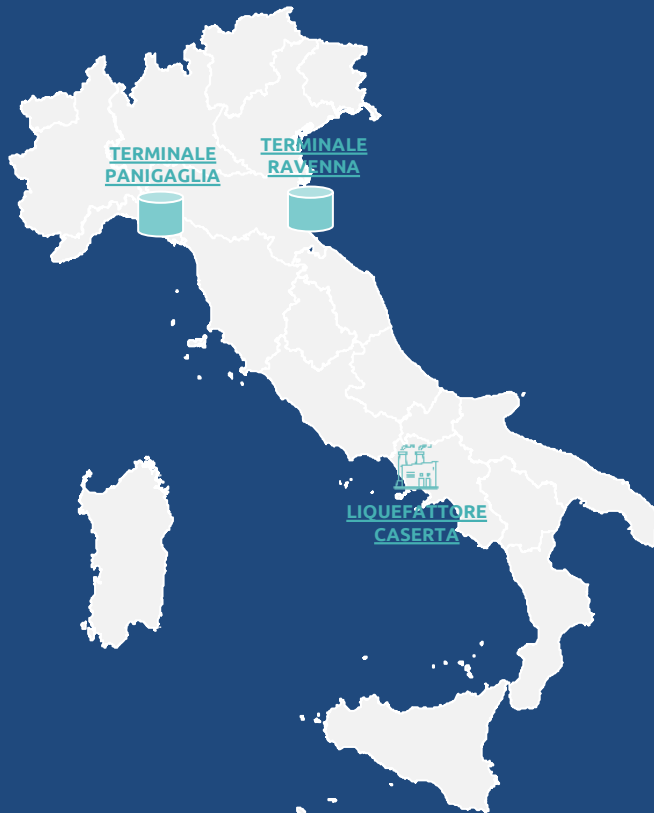 TERMINALE
PANIGAGLIA
TERMINALE
RAVENNA
LIQUEFATTORE
CASERTA